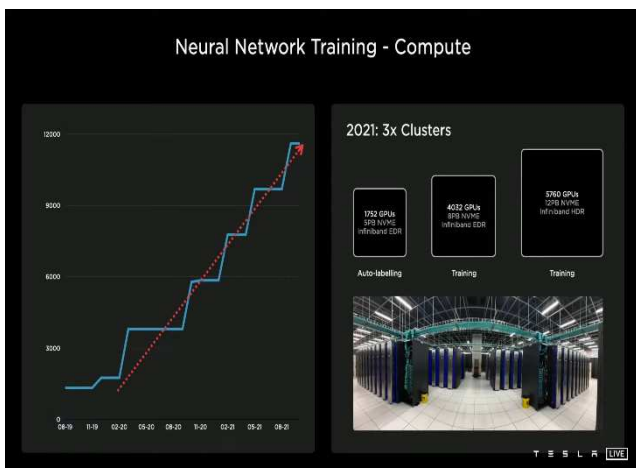 Neural Network Training - Compute
12000
9000
6000
3000
0
08-19 11-19 02-20 05-20 08-20 11-20 02-21 05-21 08-21
2021: 3x Clusters
1752 GPUs
5PB NVME
Infiniband EDR
Auto-labelling
4032 GPUs
8PB NVME
Infiniband EDR
Training
5760 GPUs
12PB NVME
Infiniband HDR
Training
TESLA LIVE